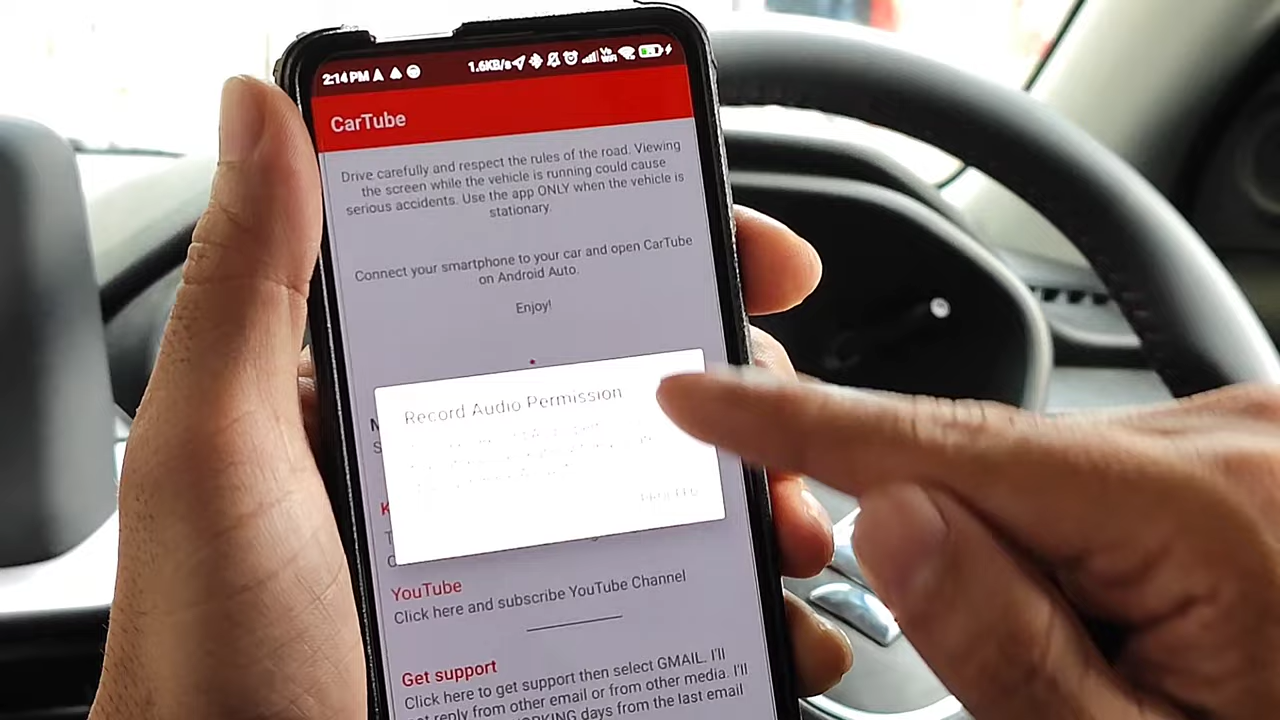 2:14 PM
1.6KB/s
Vo
WiFi
CarTube
Drive carefully and respect the rules of the road. Viewing
the screen while the vehicle is running could cause
serious accidents. Use the app ONLY when the vehicle is
stationary.
Connect your smartphone to your car and open CarTube
on Android Auto.
Enjoy!
Record Audio Permission
YouTube
Click here and subscribe YouTube Channel
Get support
Click here to get support then select GMAIL. I'll
not reply from other email or from other media. I'll
days from the last email